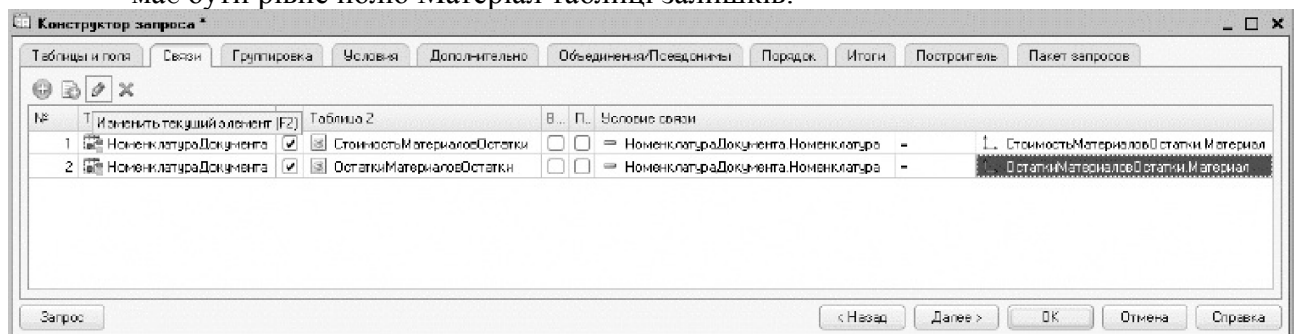 має бути рівне полю Матеріал таблиці залишків.
Конструктор запроса *
Таблицы и поля Связи Группировка Условия Дополнительно Объединения/Псевдонимы Порядок Итоги Построитель Пакет запросов
№ Т Изменить текущий элемент (F2) Таблица 2 В... П... Условие связи
1 НоменклатураДокумента СтоимостьМатериаловОстатки НоменклатураДокумента.Номенклатура = СтоимостьМатериаловОстатки.Материал
2 НоменклатураДокумента ОстаткиМатериаловОстатки НоменклатураДокумента.Номенклатура = ОстаткиМатериаловОстатки.Материал
Запрос < Назад Далее > OK Отмена Справка